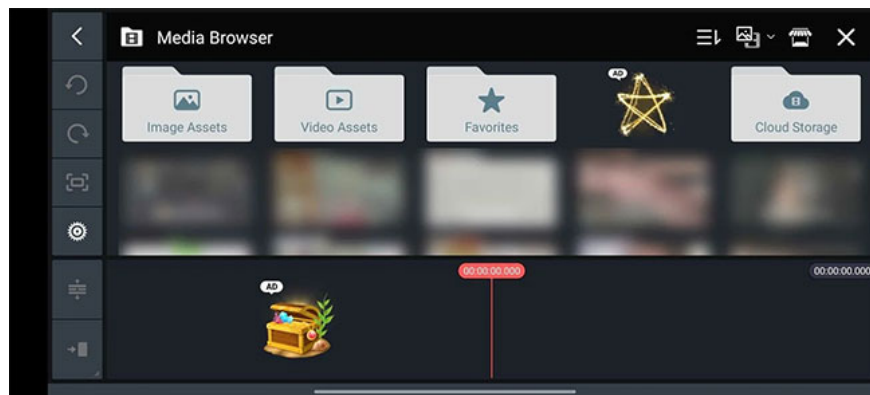 Media Browser
AD
Image Assets
Video Assets
Favorites
Cloud Storage
00:00:00.000
00:00:00.000
AD